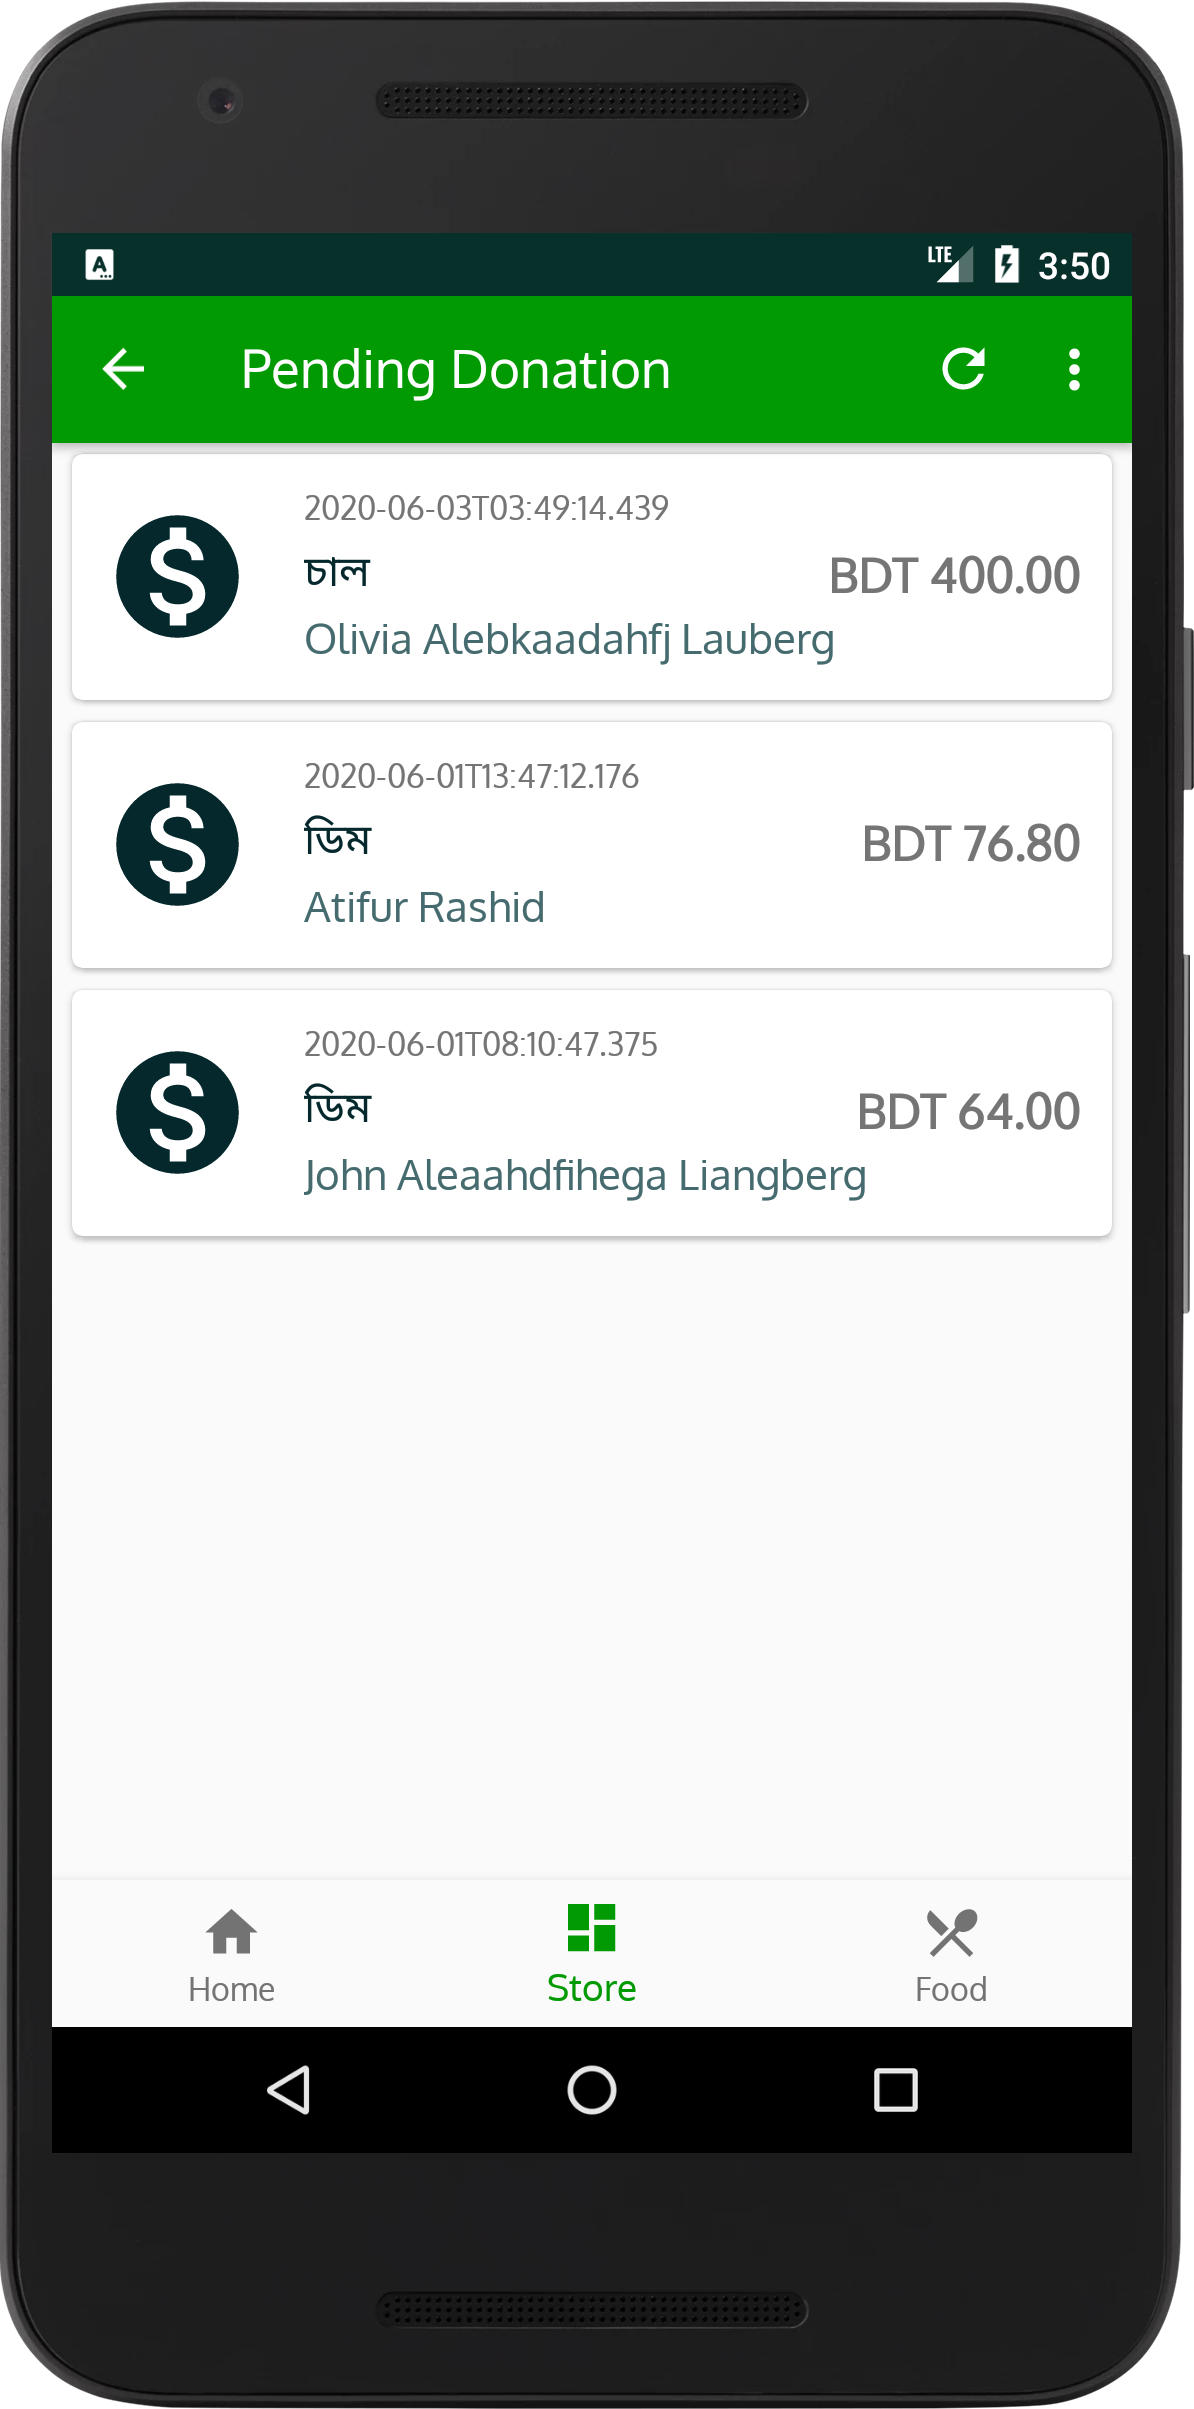 LTE 3:50
Pending Donation
2020-06-03T03:49:14.439
চাল
BDT 400.00
Olivia Alebkaadahfj Lauberg
2020-06-01T13:47:12.176
ডিম
BDT 76.80
Atifur Rashid
2020-06-01T08:10:47.375
ডিম
BDT 64.00
John Aleaahdfihega Liangberg
Home
Store
Food